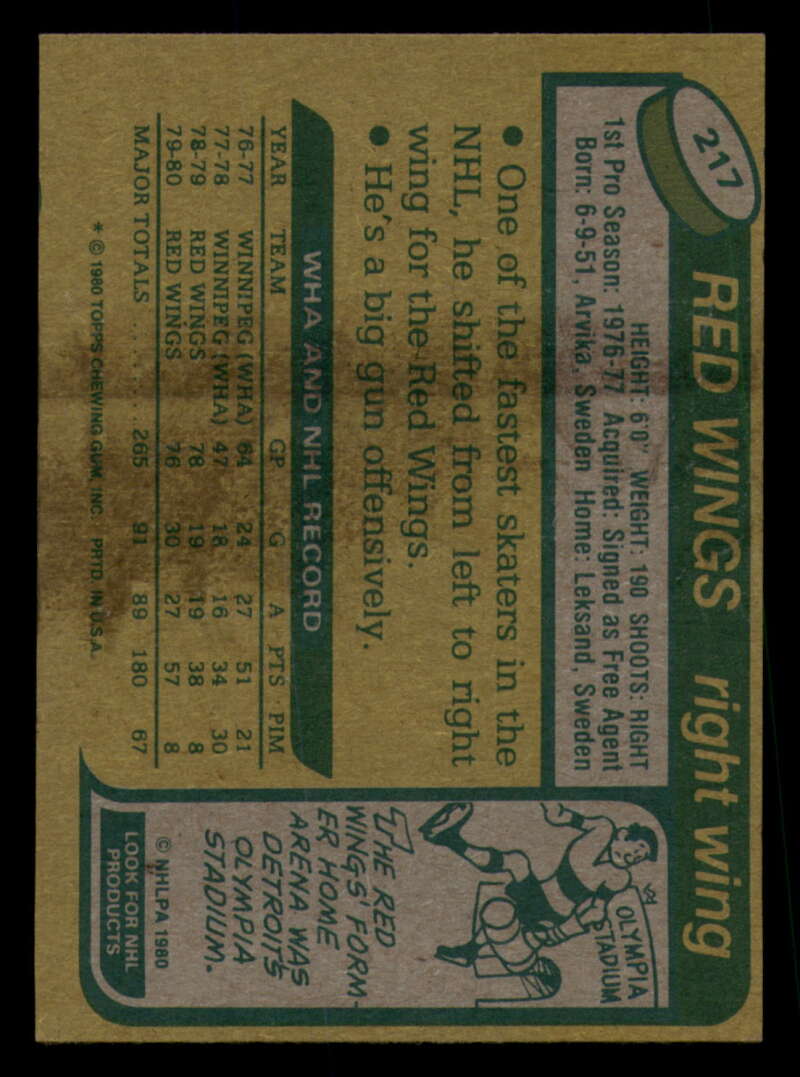 217
RED WINGS right wing
HEIGHT: 6'0" WEIGHT: 190 SHOOTS: RIGHT
1st Pro Season: 1976-77 Acquired: Signed as Free Agent
Born: 6-9-51, Arvika, Sweden Home: Leksand, Sweden
• One of the fastest skaters in the
NHL, he shifted from left to right
wing for the Red Wings.
• He's a big gun offensively.
WHA AND NHL RECORD
YEAR TEAM GP G A PTS PIM
76-77 WINNIPEG (WHA) 64 24 27 51 21
77-78 WINNIPEG (WHA) 47 18 16 34 30
78-79 RED WINGS 78 19 19 38 8
79-80 RED WINGS 76 30 27 57 8
MAJOR TOTALS ........ 265 91 89 180 67
* © 1980 TOPPS CHEWING GUM, INC. PRTD. IN U.S.A.
OLYMPIA
STADIUM
THE RED
WINGS' FORM-
ER HOME
ARENA WAS
DETROIT'S
OLYMPIA
STADIUM.
© NHLPA 1980
LOOK FOR NHL
PRODUCTS